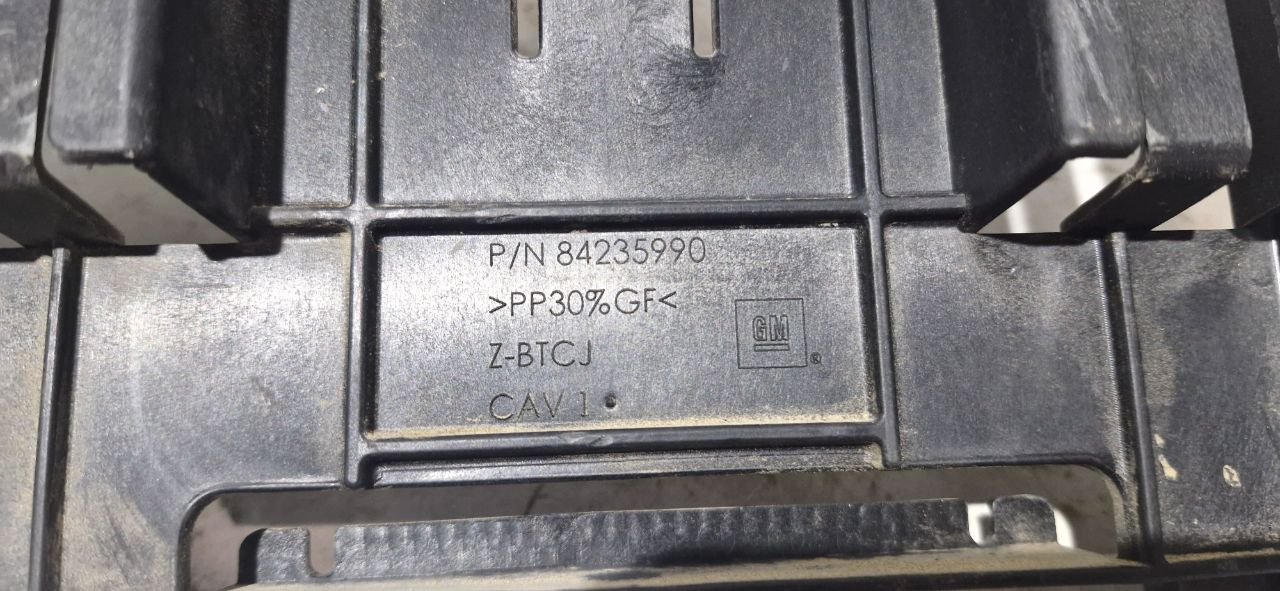 P/N 84235990
>PP30%GF<
Z-BTCJ
GM ®
CAV 1